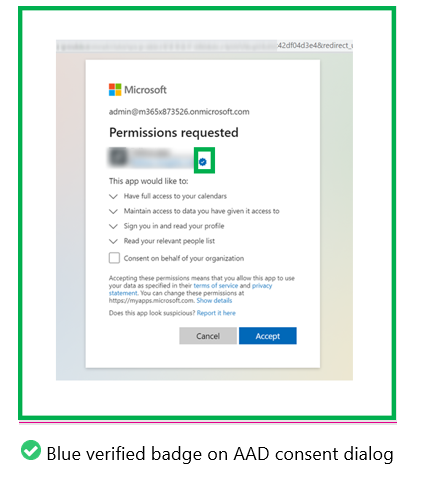 42df04d3e4&redirect_u
Microsoft
admin@m365x873526.onmicrosoft.com
Permissions requested
This app would like to:
Have full access to your calendars
Maintain access to data you have given it access to
Sign you in and read your profile
Read your relevant people list
Consent on behalf of your organization
Accepting these permissions means that you allow this app to use
your data as specified in their terms of service and privacy
statement. You can change these permissions at
https://myapps.microsoft.com. Show details
Does this app look suspicious? Report it here
Cancel Accept
Blue verified badge on AAD consent dialog